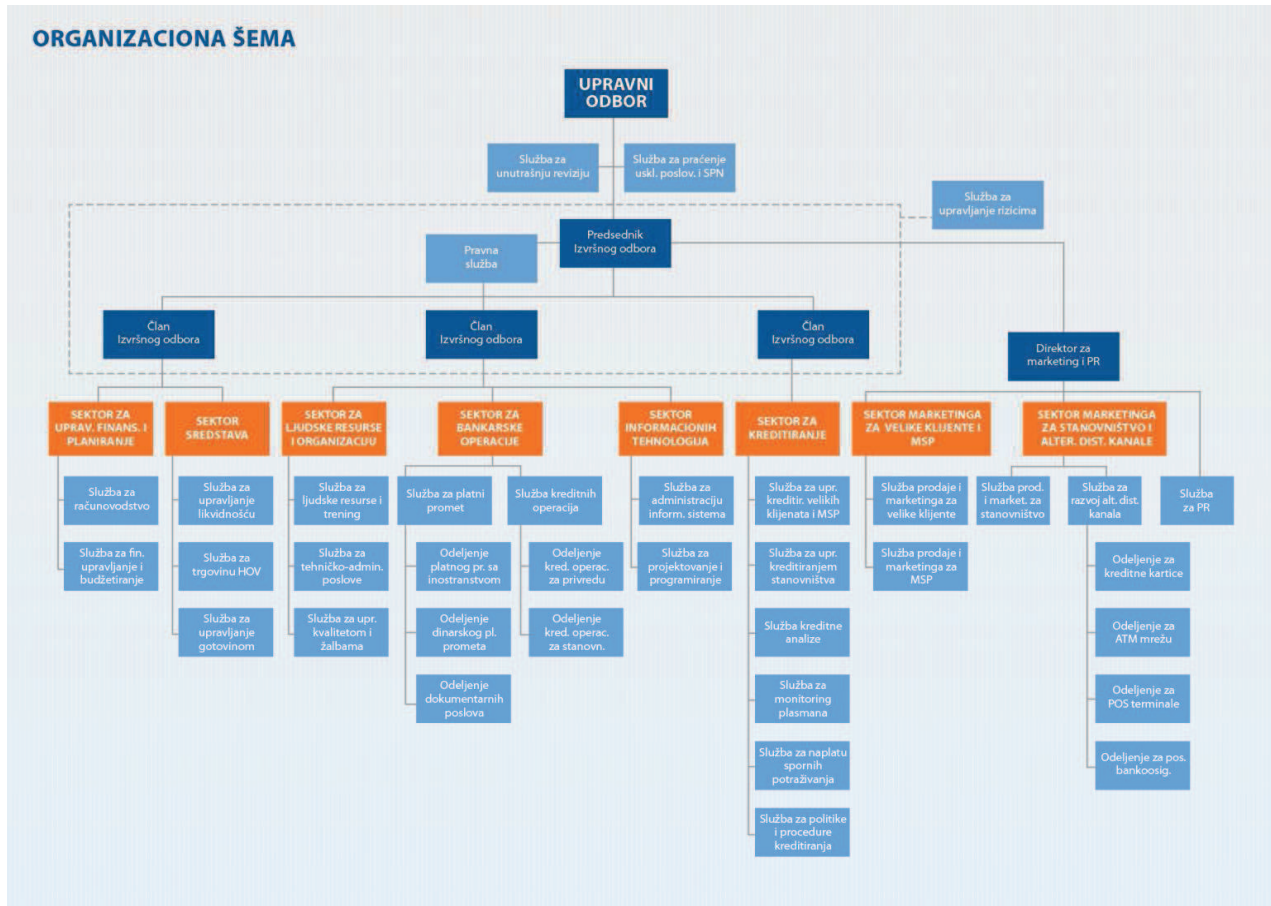 ORGANIZACIONA ŠEMA
UPRAVNI
ODBOR
Služba za
unutrašnju reviziju
Služba za praćenje
uskl. poslov. i SPN
Služba za
upravljanje rizicima
Predsednik
Izvršnog odbora
Pravna
služba
Član
Izvršnog odbora
Član
Izvršnog odbora
Član
Izvršnog odbora
Direktor za
marketing i PR
SEKTOR ZA
UPRAV. FINANS. I
PLANIRANJE
SEKTOR
SREDSTAVA
SEKTOR ZA
LJUDSKE RESURSE
I ORGANIZACIJU
SEKTOR ZA
BANKARSKE
OPERACIJE
SEKTOR
INFORMACIONIH
TEHNOLOGIJA
SEKTOR ZA
KREDITIRANJE
SEKTOR MARKETINGA
ZA VELIKE KLIJENTE I
MSP
SEKTOR MARKETINGA
ZA STANOVNIŠTVO I
ALTER. DIST. KANALE
Služba za
računovodstvo
Služba za fin.
upravljanje i
budžetiranje
Služba za
upravljanje
likvidnošću
Služba za
trgovinu HOV
Služba za
upravljanje
gotovinom
Služba za
ljudske resurse i
trening
Služba za
tehničko-admin.
poslove
Služba za upr.
kvalitetom i
žalbama
Služba za platni
promet
Odeljenje
platnog pr. sa
inostranstvom
Odeljenje
dinarskog pl.
prometa
Odeljenje
dokumentarnih
poslova
Služba kreditnih
operacija
Odeljenje
kred. operac.
za privredu
Odeljenje
kred. operac.
za stanovn.
Služba za
administraciju
inform. sistema
Služba za
projektovanje i
programiranje
Služba za upr.
kreditir. velikih
klijenata i MSP
Služba za upr.
kreditiranjem
stanovništva
Služba kreditne
analize
Služba za
monitoring
plasmana
Služba za naplatu
spornih
potraživanja
Služba za politike
i procedure
kreditiranja
Služba prodaje i
marketinga za
velike klijente
Služba prodaje i
marketinga za
MSP
Služba prod.
i market. za
stanovništvo
Služba za
razvoj alt. dist.
kanala
Odeljenje za
kreditne kartice
Odeljenje za
ATM mrežu
Odeljenje za
POS terminale
Odeljenje za pos.
bankoosig.
Služba
za PR